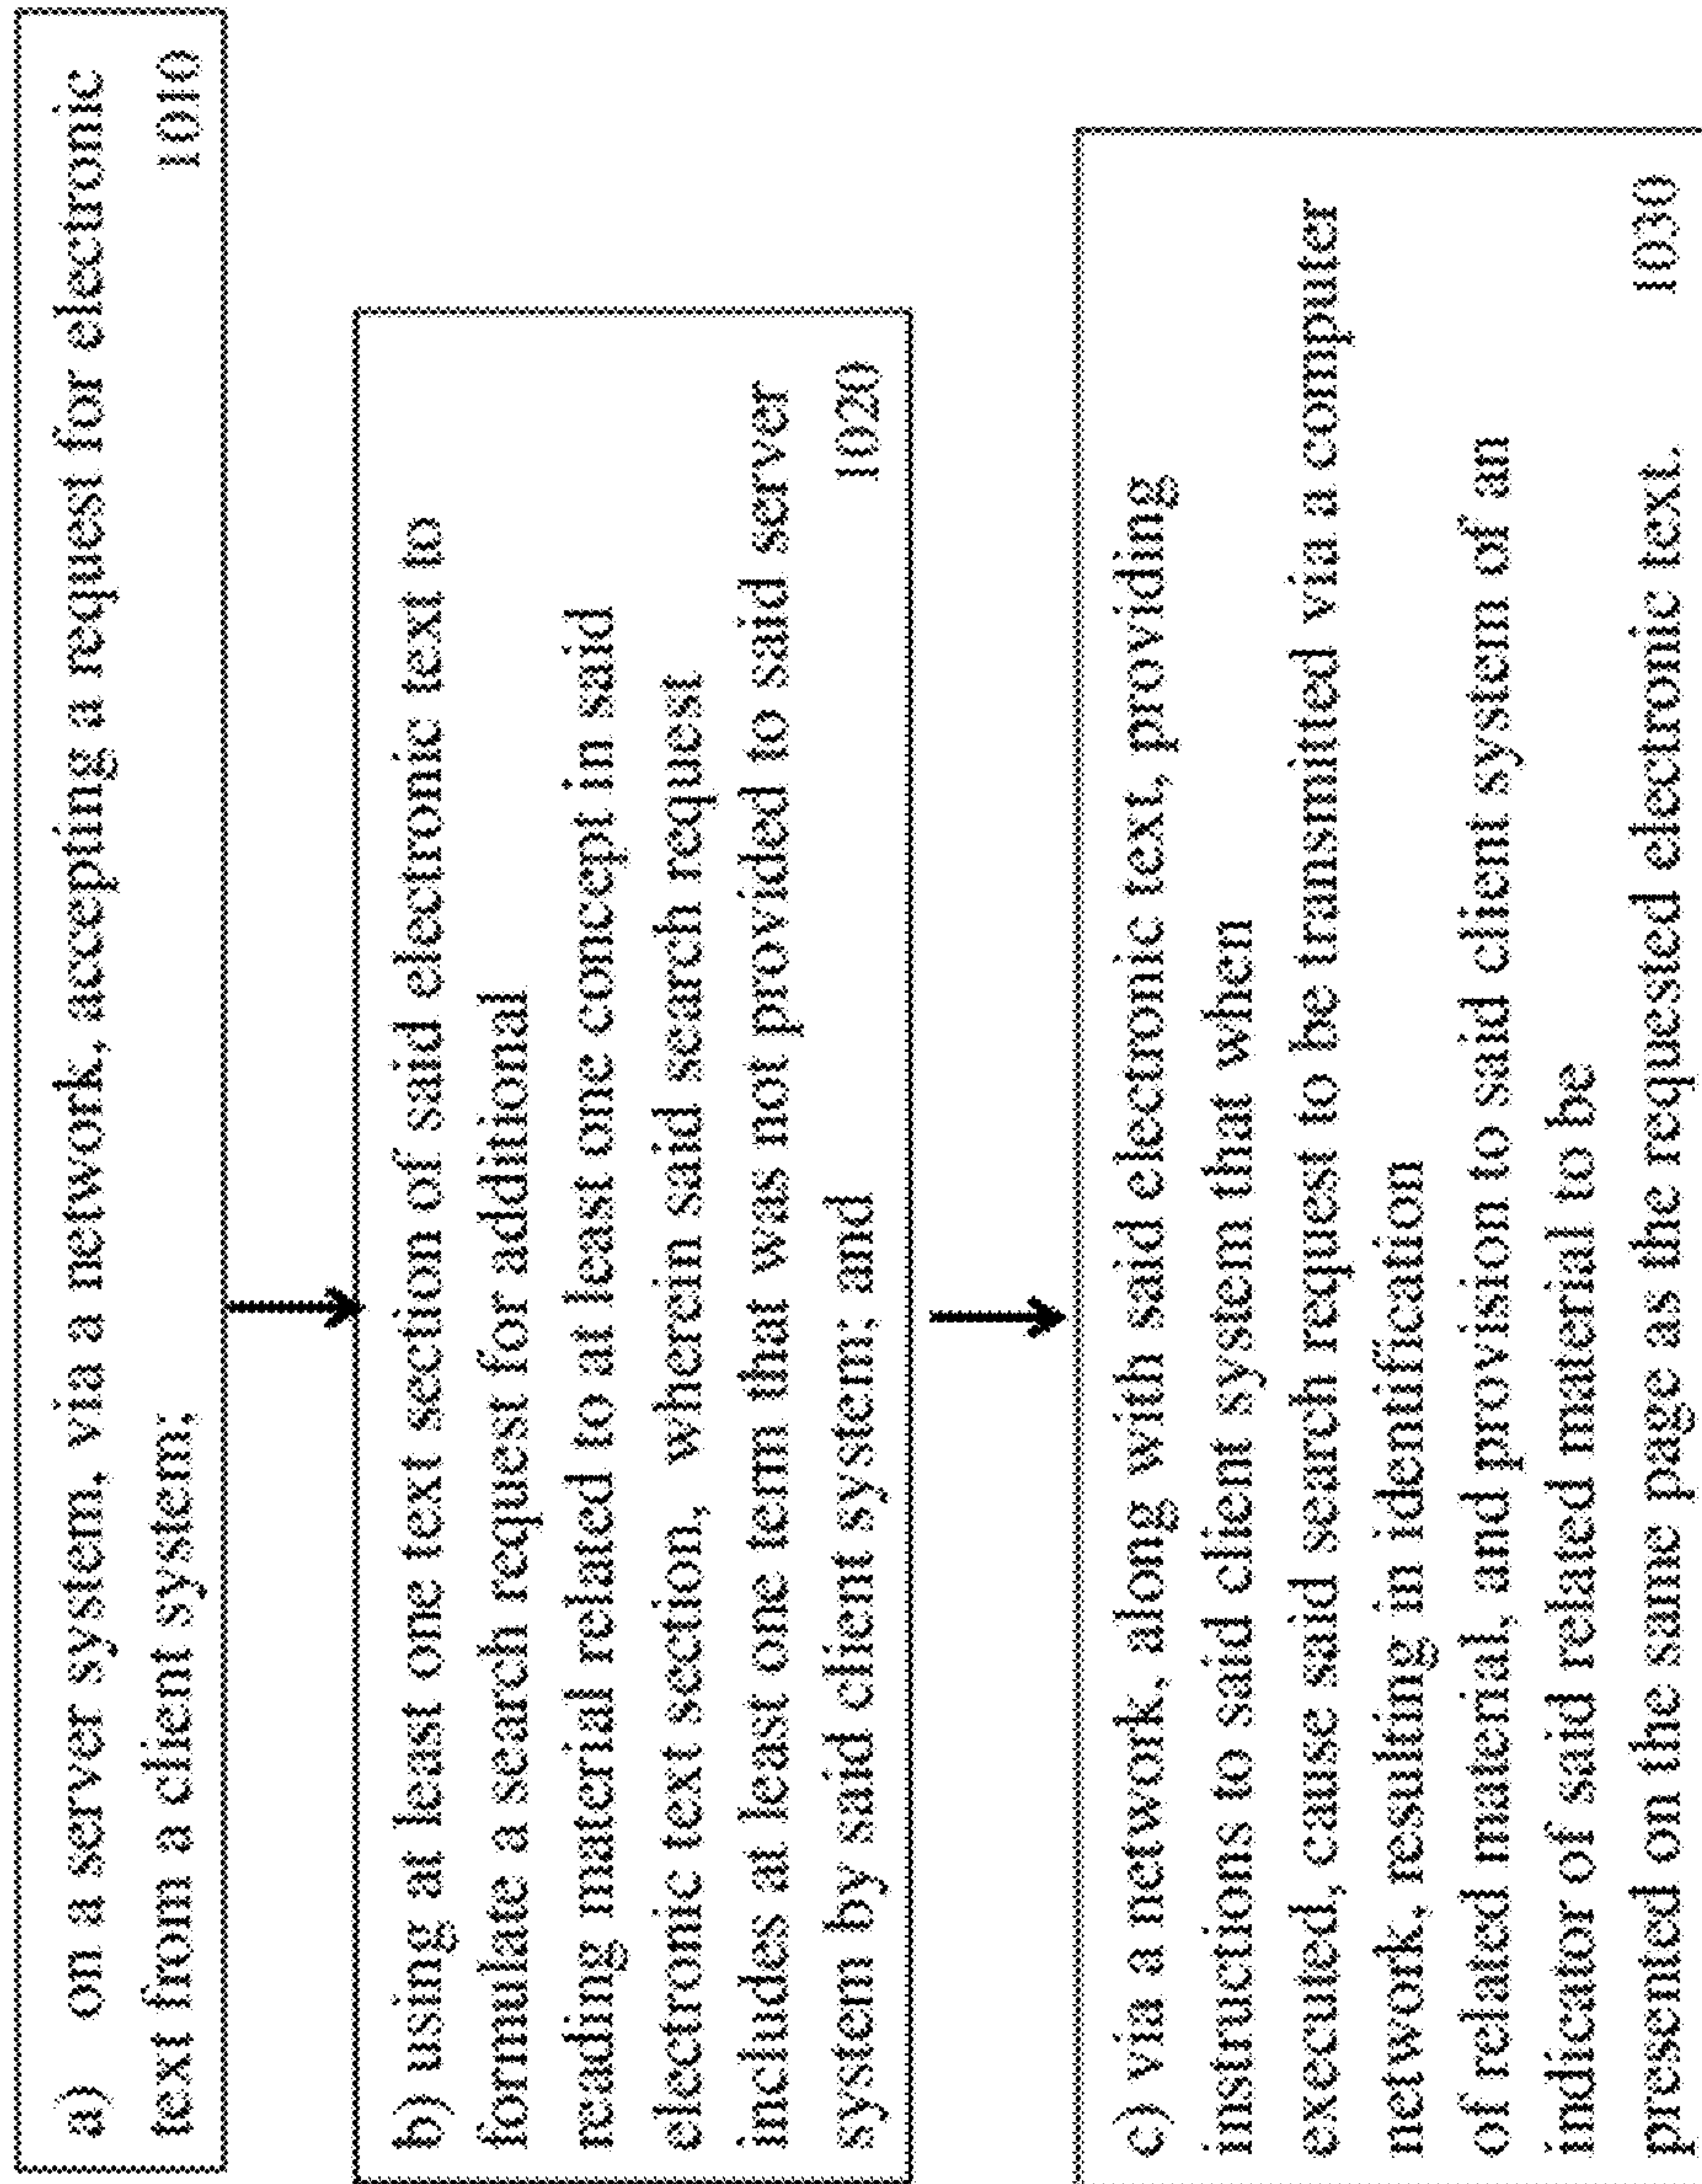 a) on a server system, via a network, accepting a request for electronic
text from a client system;
1010
b) using at least one text section of said electronic text to
formulate a search request for additional
reading material related to at least one concept in said
electronic text section, wherein said search request
includes at least one term that was not provided to said server
system by said client system; and
1020
c) via a network, along with said electronic text, providing
instructions to said client system that when
executed, cause said search request to be transmitted via a computer
network, resulting in identification
of related material, and provision to said client system of an
indicator of said related material to be
presented on the same page as the requested electronic text.
1030